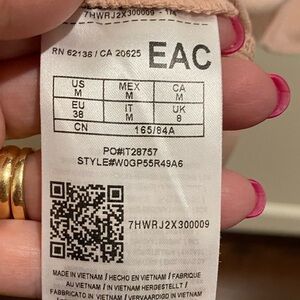 7HWRJ2X300009 - 1/4
RN 62136 / CA 20625 EAC
US MEX CA
M M M
EU IT UK
38 M 8
CN 165/84A
PO#IT28757
STYLE#W0GP55R49A6
7HWRJ2X300009
MADE IN VIETNAM / HECHO EN VIETNAM / FABRIQUE
AU VIETNAM / IN VIETNAM HERGESTELLT /
FABBRICATO IN VIETNAM / VERVAARDIGD IN VIETNAM